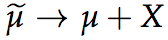 μ̃ → μ + X